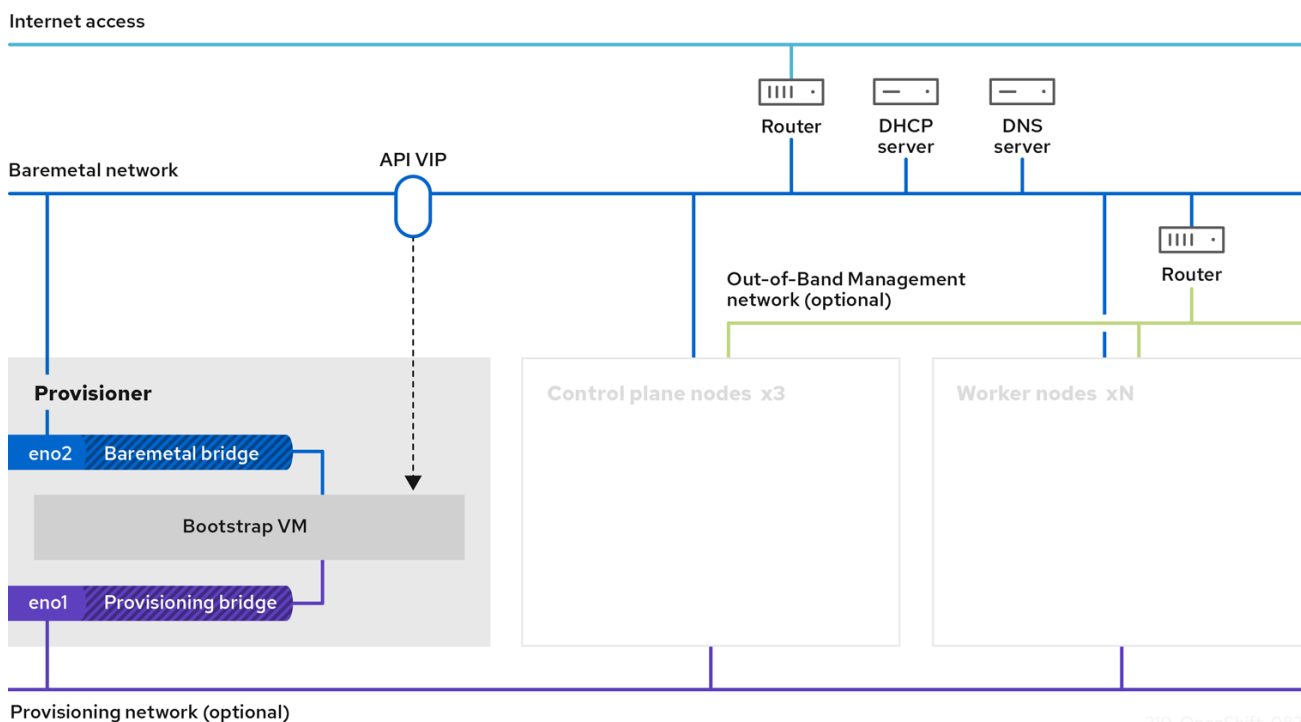 Internet access
Router
DHCP
server
DNS
server
API VIP
Baremetal network
Router
Out-of-Band Management
network (optional)
Provisioner
Control plane nodes x3
Worker nodes xN
eno2
Baremetal bridge
Bootstrap VM
eno1
Provisioning bridge
Provisioning network (optional)